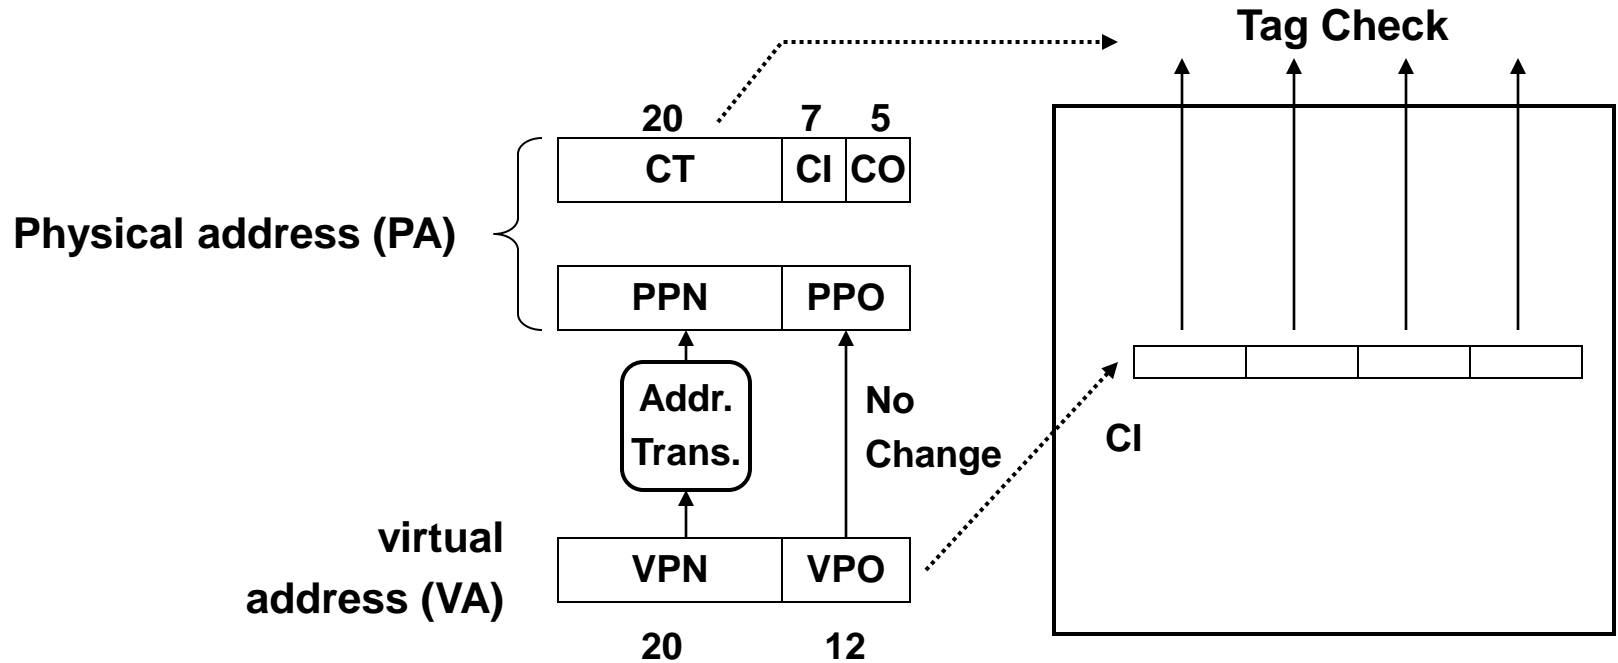 Tag Check
20 7 5
CT CI CO
Physical address (PA)
PPN PPO
Addr.
Trans.
No
Change
CI
virtual
address (VA)
VPN VPO
20 12